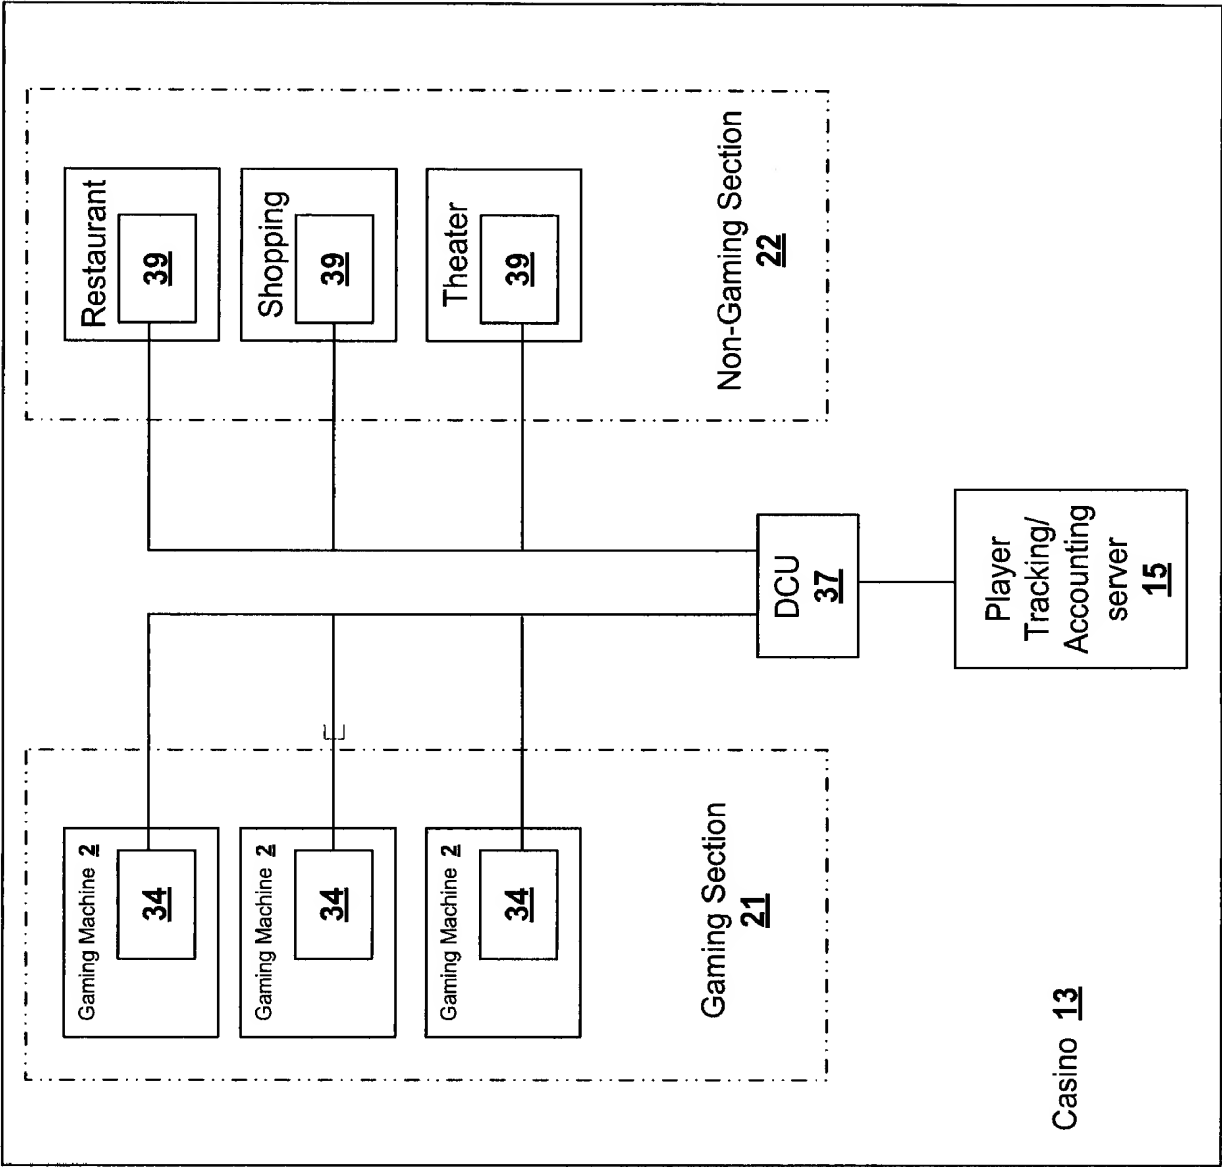 Gaming Machine 2
34
Gaming Machine 2
34
Gaming Machine 2
34
Gaming Section
21
Restaurant
39
Shopping
39
Theater
39
Non-Gaming Section
22
DCU
37
Player
Tracking/
Accounting
server
15
Casino 13